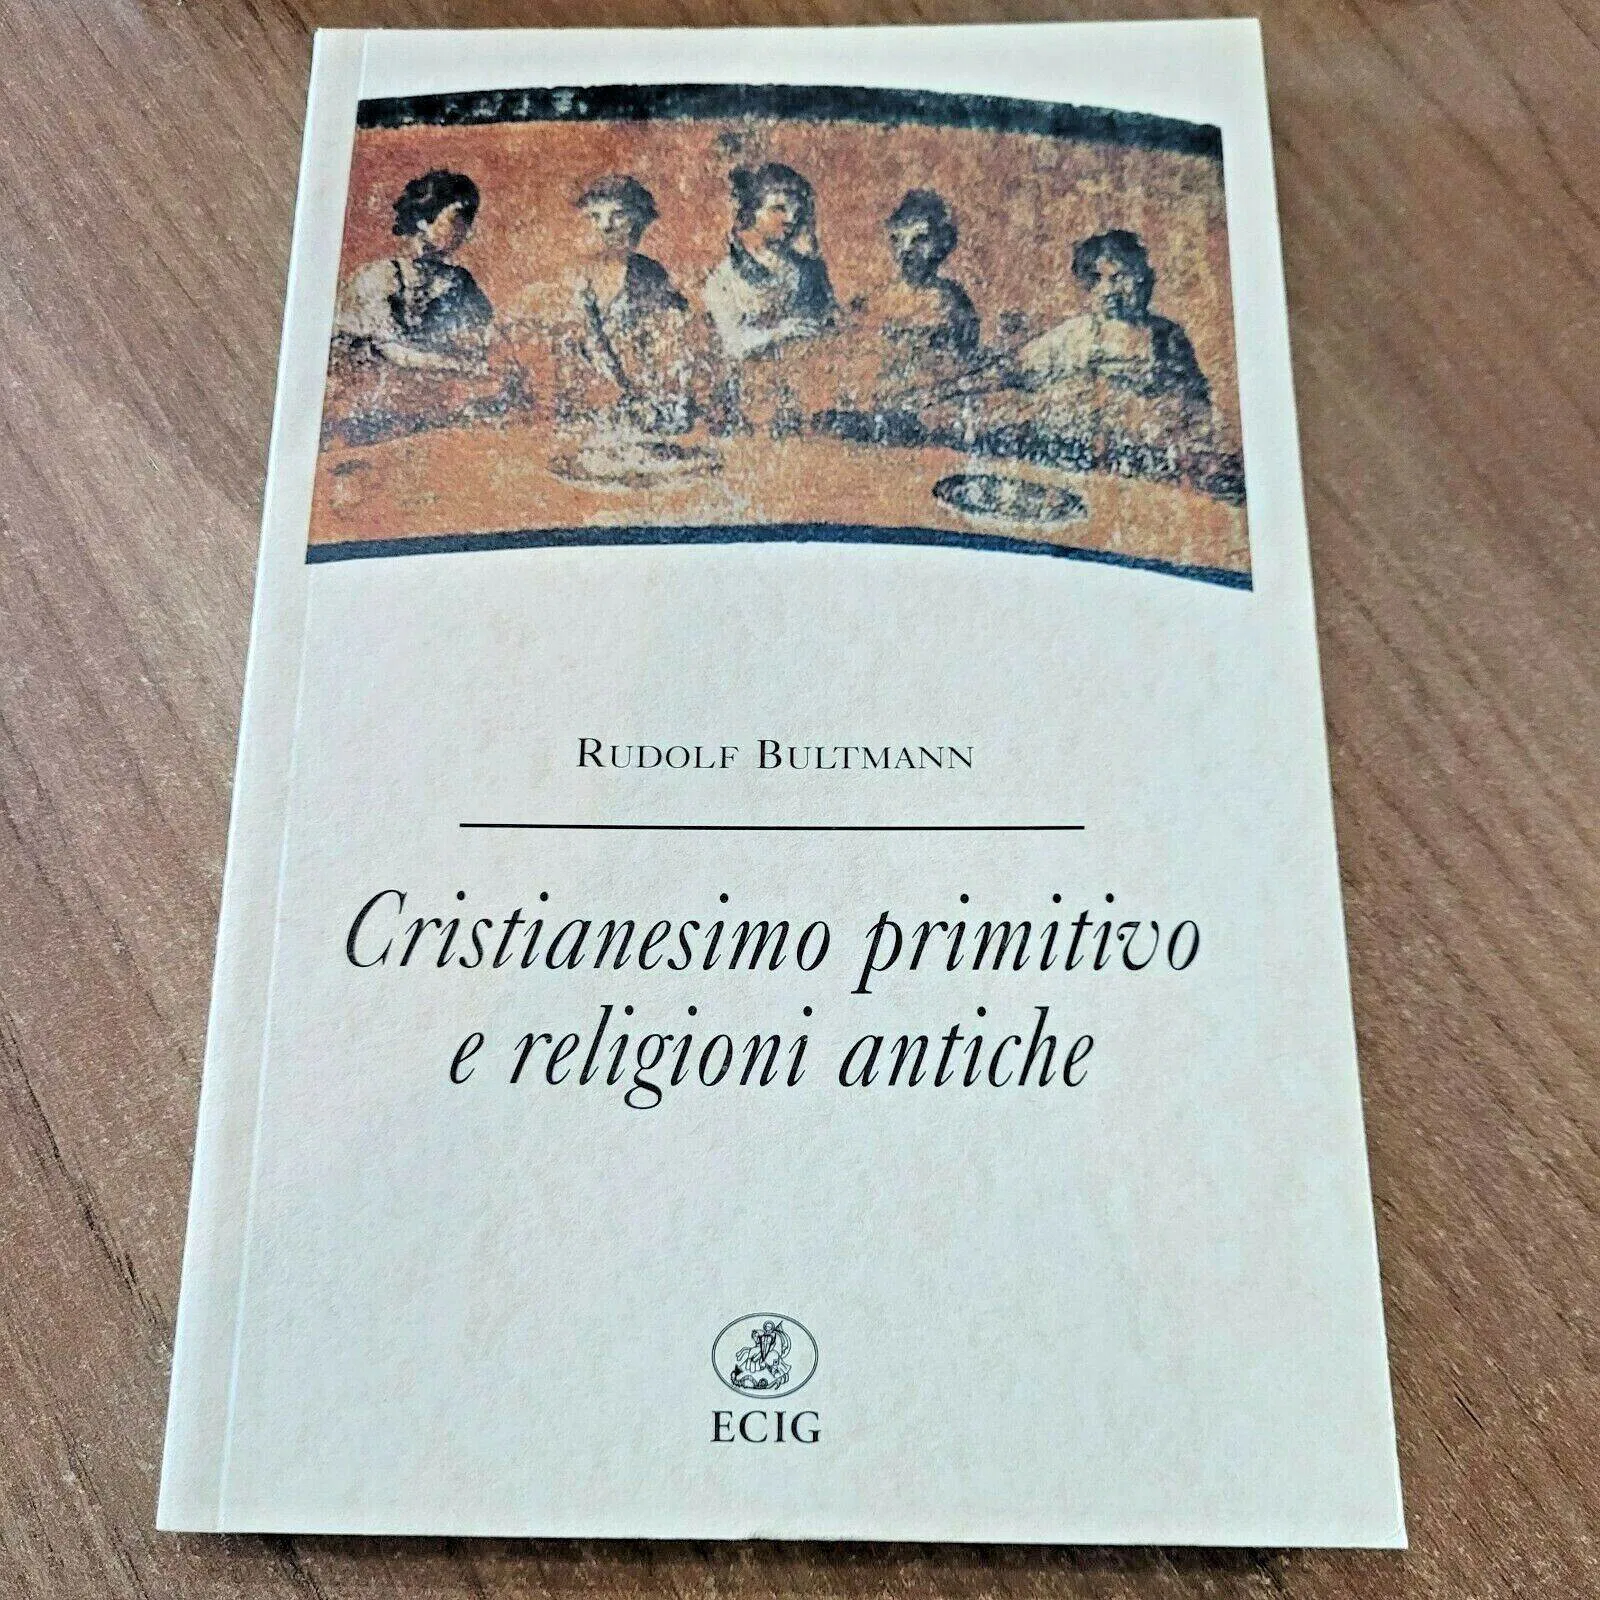 RUDOLF BULTMANN
Cristianesimo primitivo
e religioni antiche
ECIG